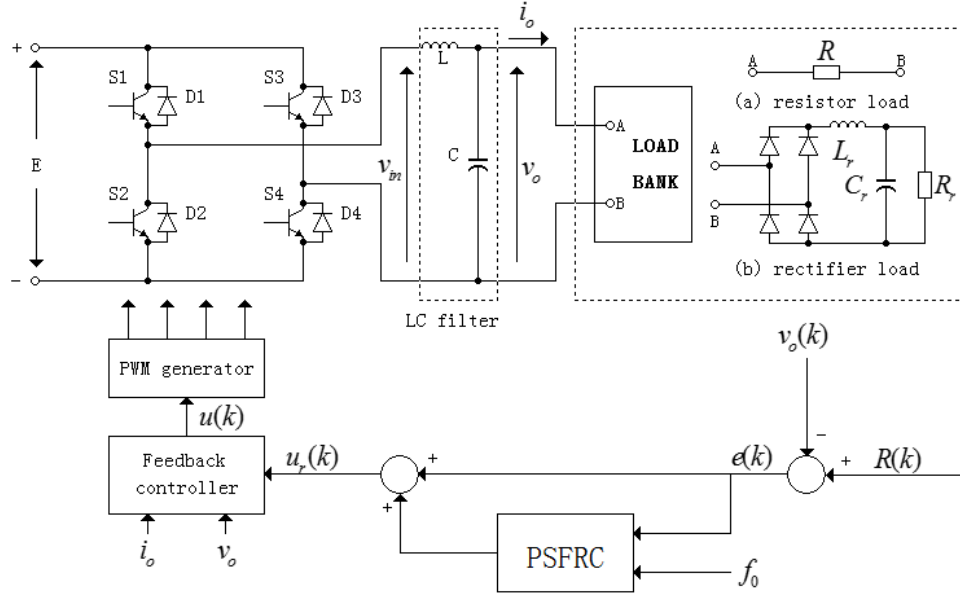 i_o
+
S1
D1
S3
D3
L
A
R
B
(a) resistor load
E
v_in
C
v_o
A
LOAD
BANK
B
A
B
L_r
C_r
R_r
S2
D2
S4
D4
(b) rectifier load
−
LC filter
v_o(k)
PWM generator
u(k)
−
Feedback
controller
u_r(k)
+
e(k)
+
R(k)
+
PSFRC
i_o
v_o
f_0